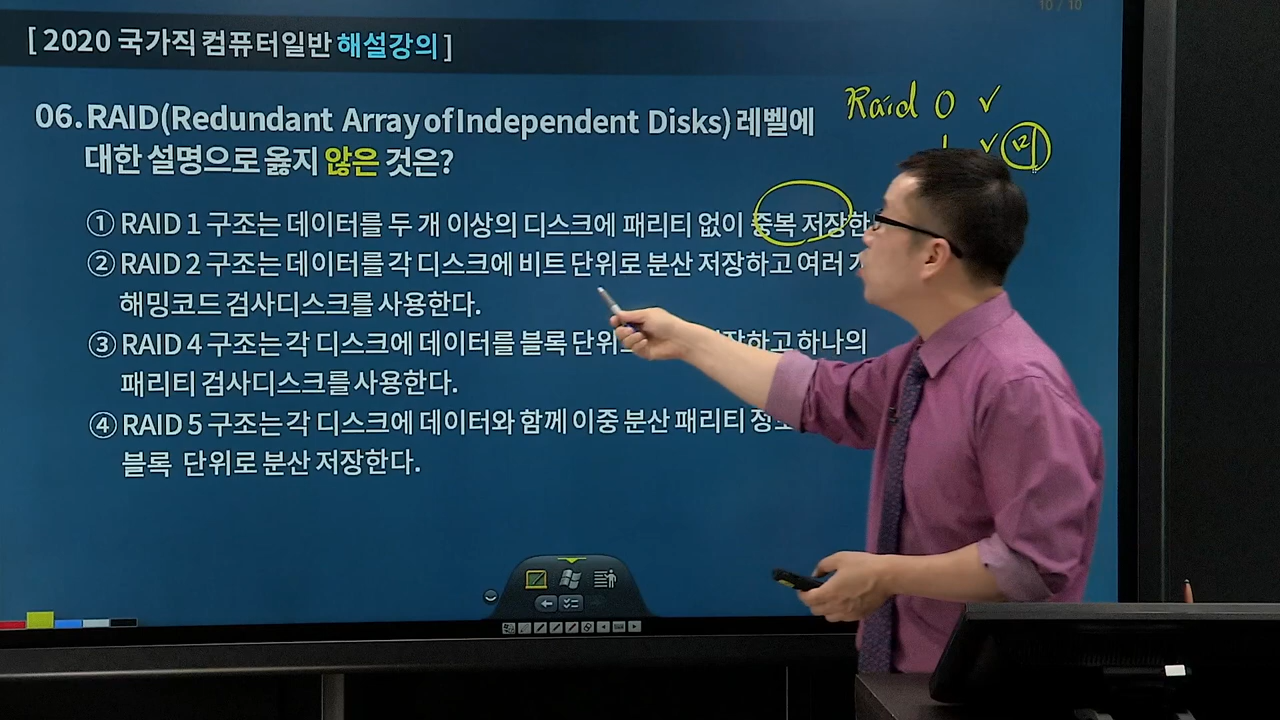 10 / 10
[ 2020 국가직 컴퓨터일반 해설강의 ]
Raid 0 ✓
06. RAID(Redundant Array of Independent Disks) 레벨에
1 ✓ 미
대한 설명으로 옳지 않은 것은?
① RAID 1 구조는 데이터를 두 개 이상의 디스크에 패리티 없이 중복 저장한
② RAID 2 구조는 데이터를 각 디스크에 비트 단위로 분산 저장하고 여러
해밍코드 검사디스크를 사용한다.
③ RAID 4 구조는 각 디스크에 데이터를 블록 단위 하나의
패리티 검사디스크를 사용한다.
④ RAID 5 구조는 각 디스크에 데이터와 함께 이중 분산 패리티
블록 단위로 분산 저장한다.